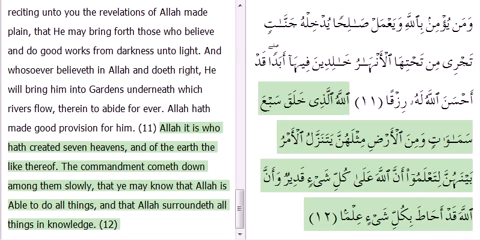 reciting unto you the revelations of Allah made
plain, that He may bring forth those who believe
and do good works from darkness unto light. And
whosoever believeth in Allah and doeth right, He
will bring him into Gardens underneath which
rivers flow, therein to abide for ever. Allah hath
made good provision for him. (11) Allah it is who
hath created seven heavens, and of the earth the
like thereof. The commandment cometh down
among them slowly, that ye may know that Allah is
Able to do all things, and that Allah surroundeth all
things in knowledge. (12)
وَمَن يُؤْمِنۢ بِٱللَّهِ وَيَعْمَلْ صَـٰلِحًا يُدْخِلْهُ جَنَّـٰتٍ
تَجْرِى مِن تَحْتِهَا ٱلْأَنْهَـٰرُ خَـٰلِدِينَ فِيهَآ أَبَدًا ۖ قَدْ
أَحْسَنَ ٱللَّهُ لَهُۥ رِزْقًا ﴿١١﴾ ٱللَّهُ ٱلَّذِى خَلَقَ سَبْعَ
سَمَـٰوَٰتٍ وَمِنَ ٱلْأَرْضِ مِثْلَهُنَّ يَتَنَزَّلُ ٱلْأَمْرُ
بَيْنَهُنَّ لِتَعْلَمُوٓا۟ أَنَّ ٱللَّهَ عَلَىٰ كُلِّ شَىْءٍ قَدِيرٌ وَأَنَّ
ٱللَّهَ قَدْ أَحَاطَ بِكُلِّ شَىْءٍ عِلْمًۢا ﴿١٢﴾